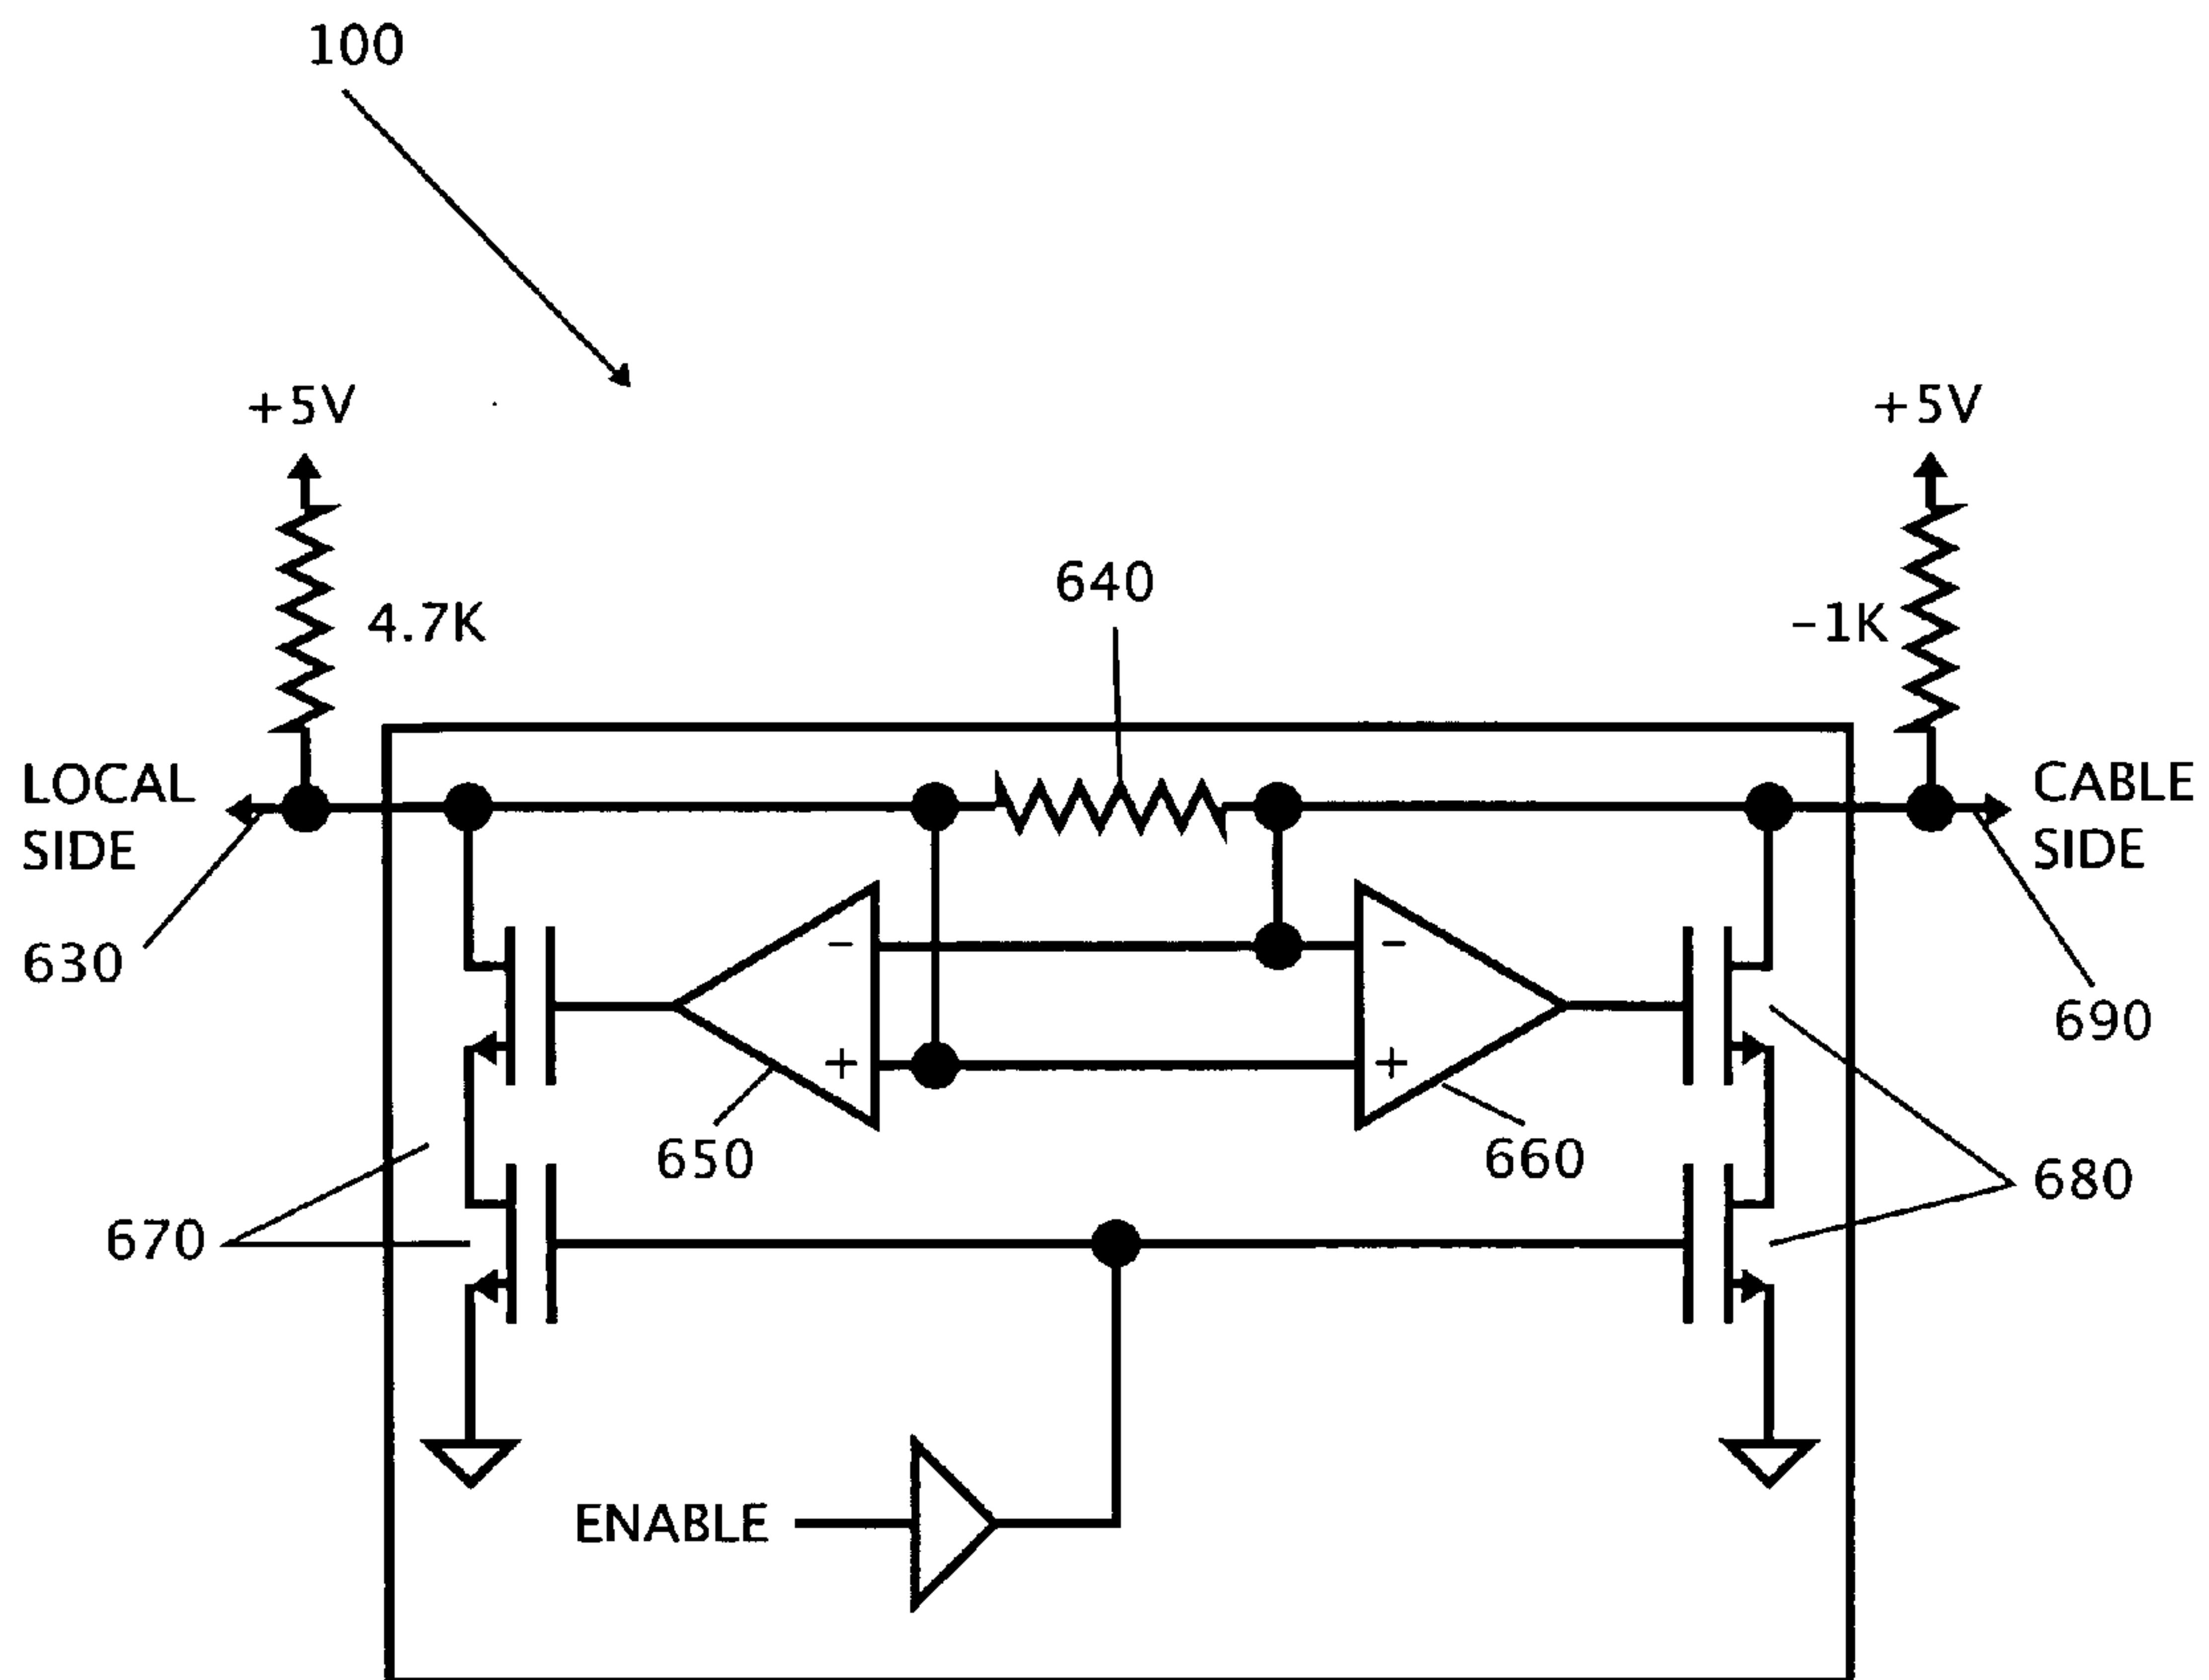 100
+5V
+5V
640
4.7K
-1K
LOCAL
SIDE
CABLE
SIDE
630
690
-
-
+
+
650
660
680
670
ENABLE